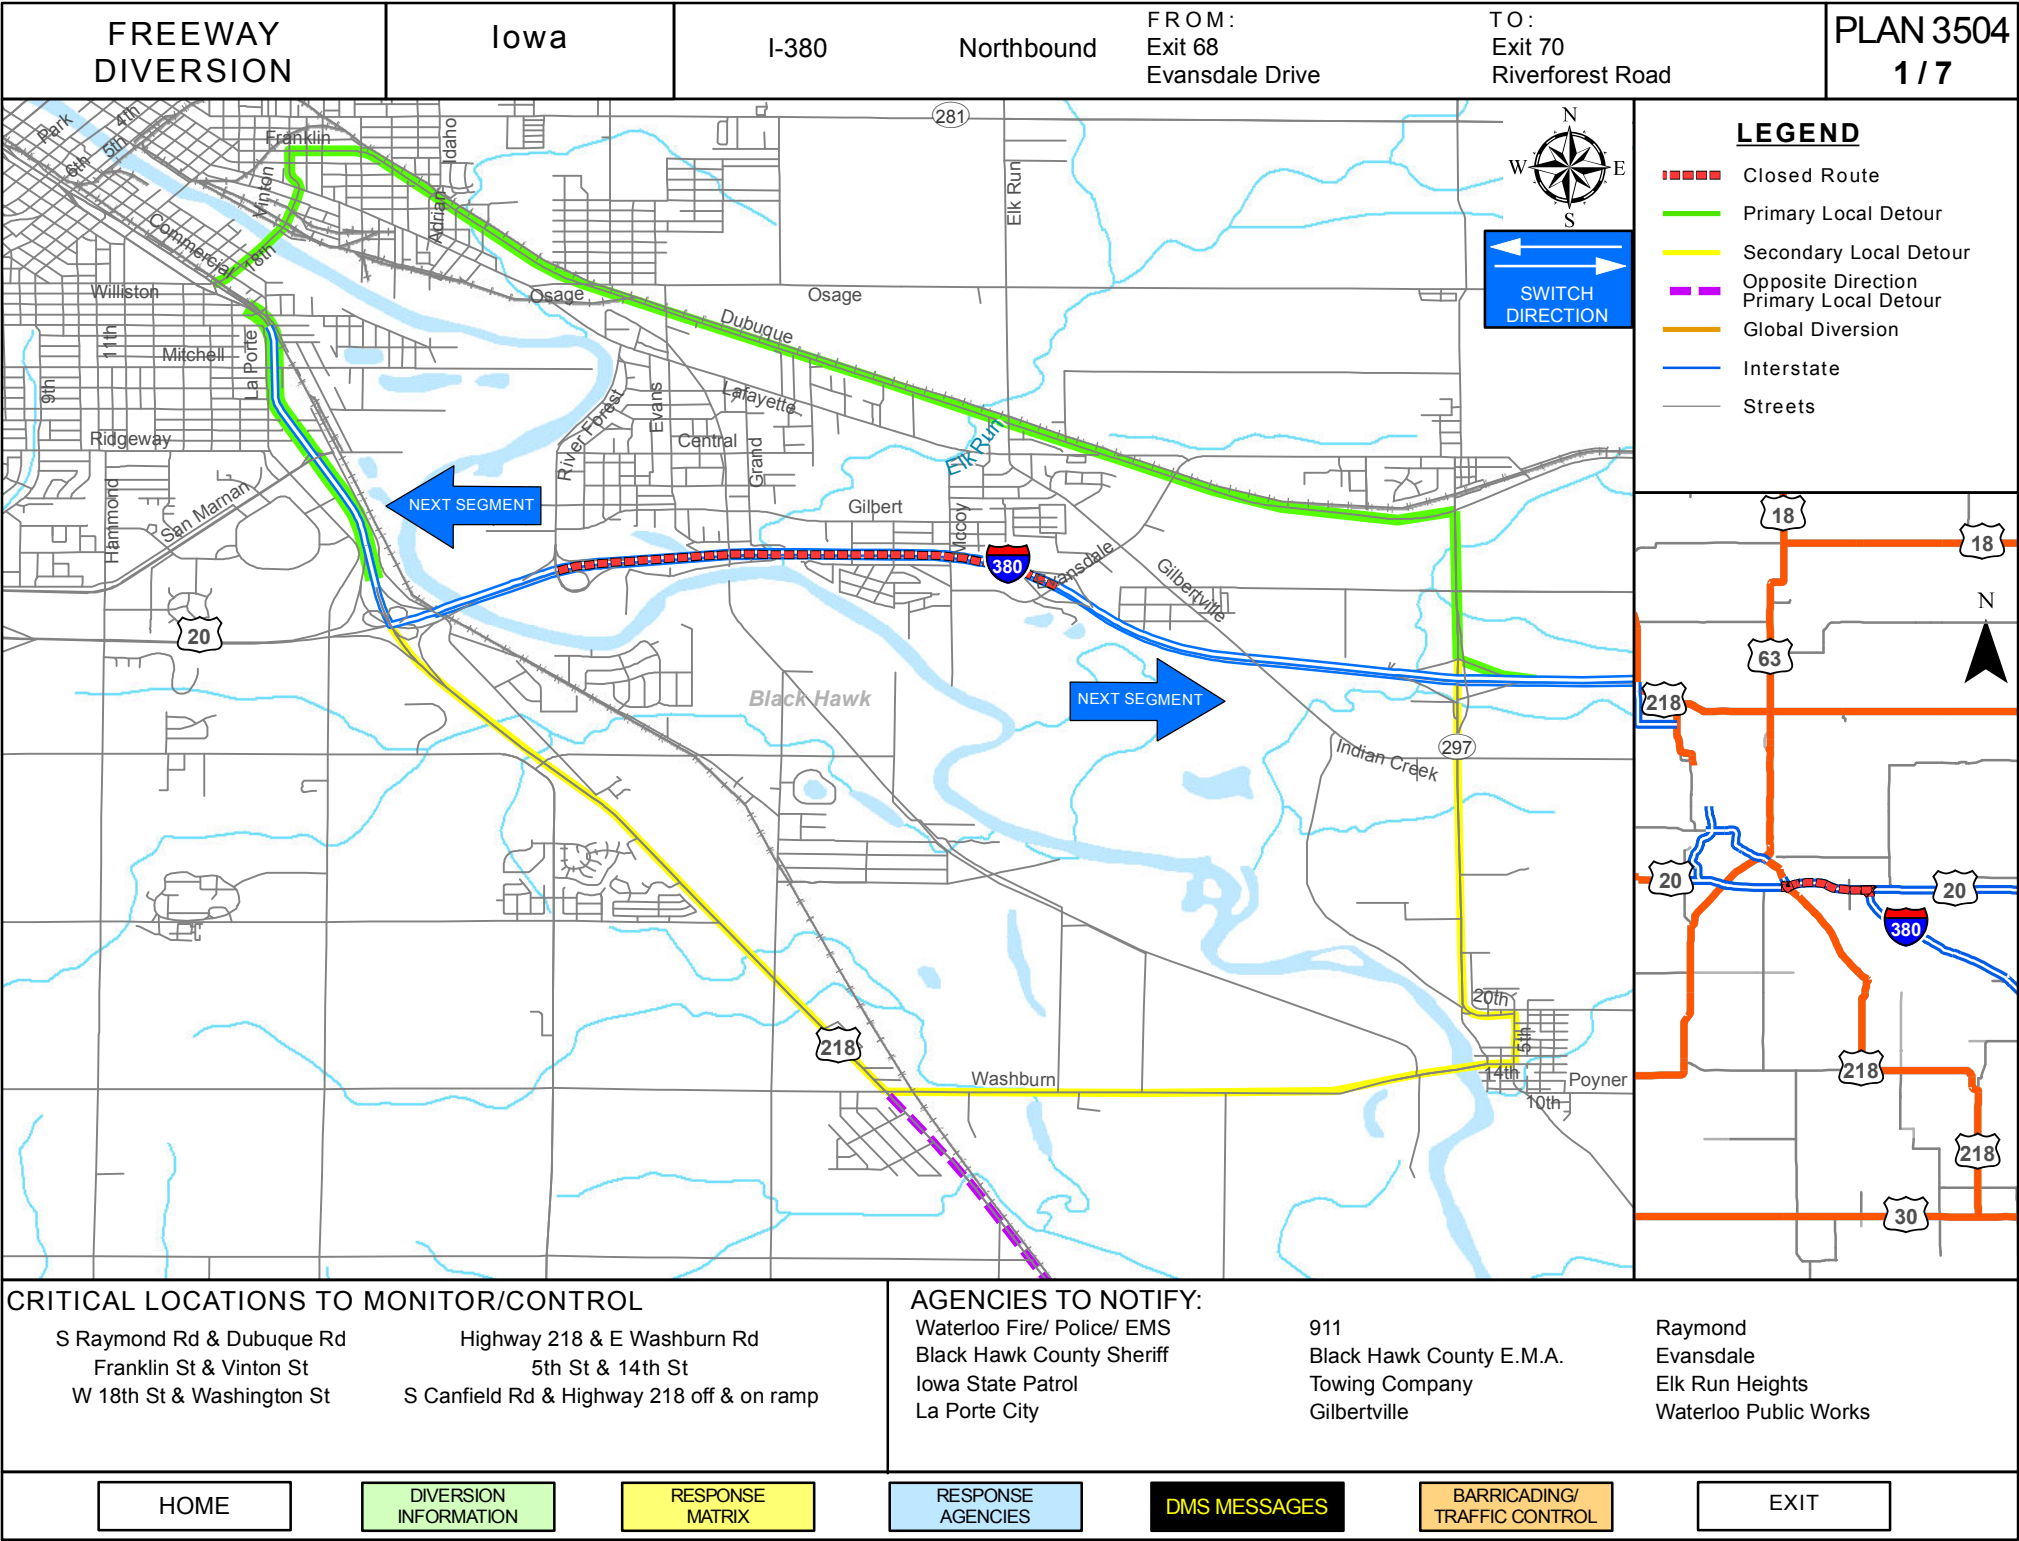 FREEWAY
DIVERSION
Iowa
I-380
Northbound
FROM:
Exit 68
Evansdale Drive
TO:
Exit 70
Riverforest Road
PLAN 3504
1 / 7
Park
4th
5th
6th
Franklin
Idaho
281
Elk Run
Vinton
Adrian
Commercial
18th
Williston
Osage
Osage
11th
Mitchell
La Porte
Dubuque
9th
Evans
Lafayette
River Forest
Ridgeway
Central
Grand
Elk Run
Hammond
San Marnan
NEXT SEGMENT
Gilbert
Mccoy
380
Evansdale
Gilbertville
20
Black Hawk
NEXT SEGMENT
297
Indian Creek
20th
5th
218
Washburn
14th
Poyner
10th
N
W
E
S
SWITCH
DIRECTION
LEGEND
Closed Route
Primary Local Detour
Secondary Local Detour
Opposite Direction
Primary Local Detour
Global Diversion
Interstate
Streets
18
18
N
63
218
20
20
380
218
218
30
CRITICAL LOCATIONS TO MONITOR/CONTROL
S Raymond Rd & Dubuque Rd
Franklin St & Vinton St
W 18th St & Washington St
Highway 218 & E Washburn Rd
5th St & 14th St
S Canfield Rd & Highway 218 off & on ramp
AGENCIES TO NOTIFY:
Waterloo Fire/ Police/ EMS
Black Hawk County Sheriff
Iowa State Patrol
La Porte City
911
Black Hawk County E.M.A.
Towing Company
Gilbertville
Raymond
Evansdale
Elk Run Heights
Waterloo Public Works
HOME
DIVERSION
INFORMATION
RESPONSE
MATRIX
RESPONSE
AGENCIES
DMS MESSAGES
BARRICADING/
TRAFFIC CONTROL
EXIT